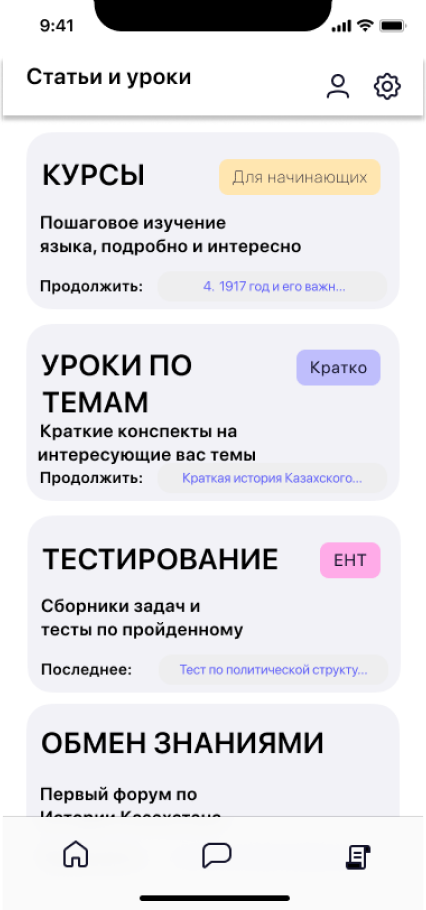 9:41
Статьи и уроки
КУРСЫ
Для начинающих
Пошаговое изучение
языка, подробно и интересно
Продолжить:
4. 1917 год и его важн...
УРОКИ ПО
ТЕМАМ
Кратко
Краткие конспекты на
интересующие вас темы
Продолжить:
Краткая история Казахского...
ТЕСТИРОВАНИЕ
ЕНТ
Сборники задач и
тесты по пройденному
Последнее:
Тест по политической структу...
ОБМЕН ЗНАНИЯМИ
Первый форум по
Истории Казахстана